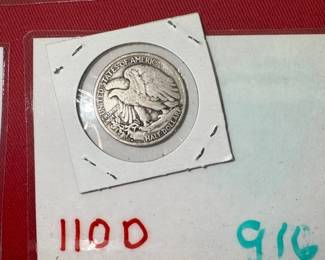 UNITED STATES OF AMERICA
HALF DOLLAR
110D 916